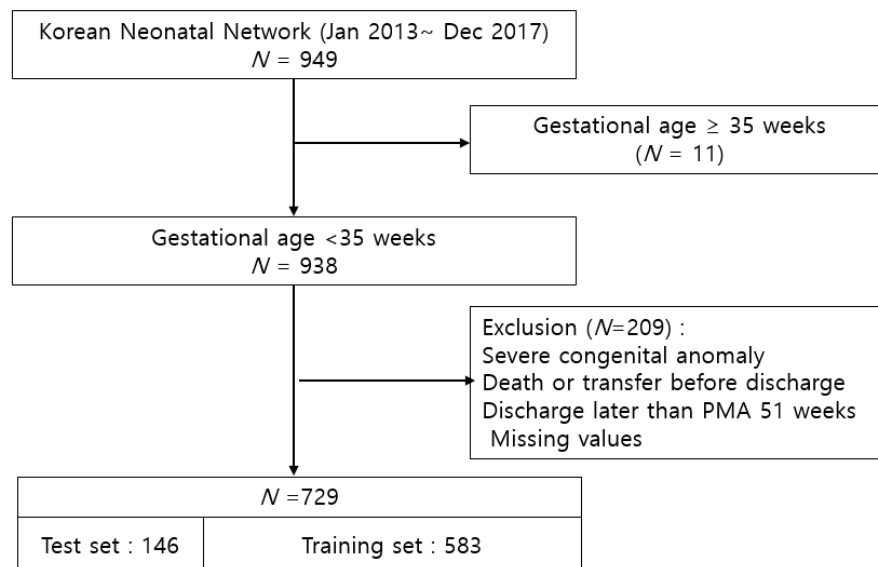 Korean Neonatal Network (Jan 2013~ Dec 2017)
N = 949
Gestational age ≥ 35 weeks
(N = 11)
Gestational age <35 weeks
N = 938
Exclusion (N=209) :
Severe congenital anomaly
Death or transfer before discharge
Discharge later than PMA 51 weeks
Missing values
N =729
Test set : 146
Training set : 583